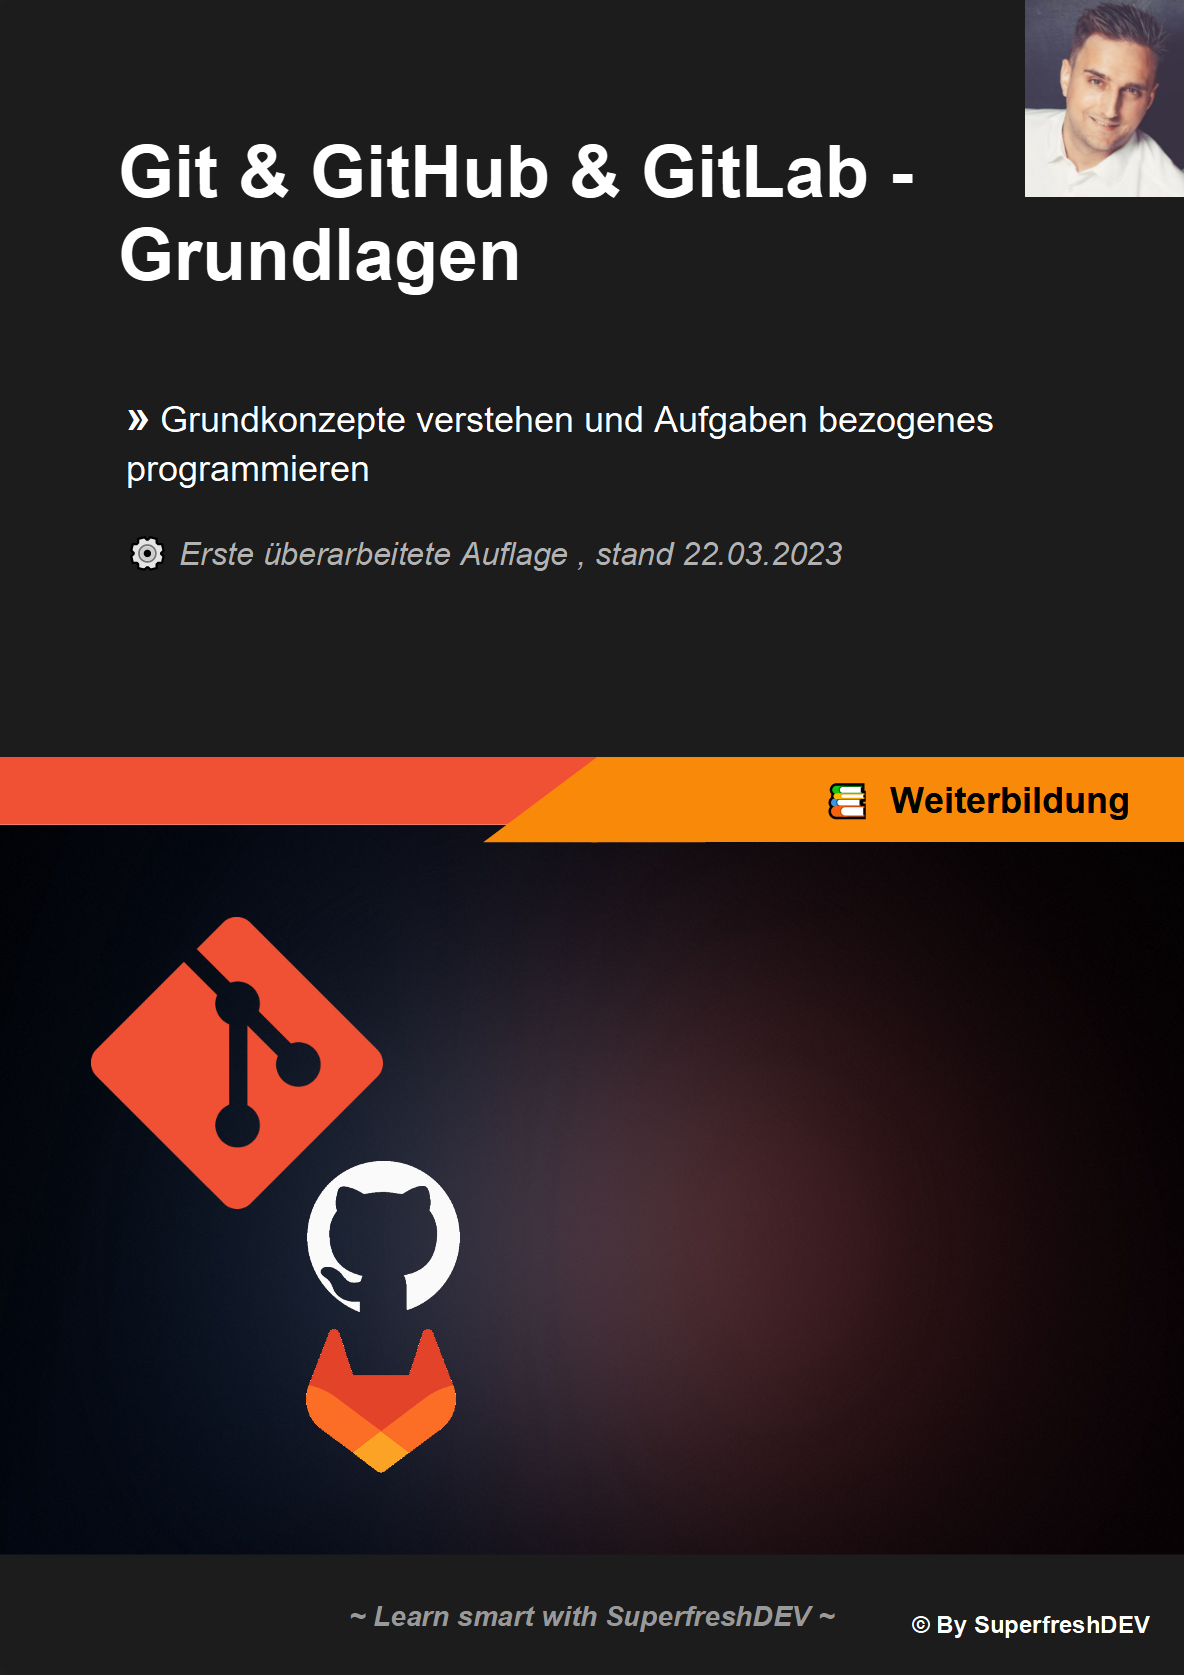 Git & GitHub & GitLab -
Grundlagen
» Grundkonzepte verstehen und Aufgaben bezogenes
programmieren
Erste überarbeitete Auflage , stand 22.03.2023
Weiterbildung
~ Learn smart with SuperfreshDEV ~
© By SuperfreshDEV